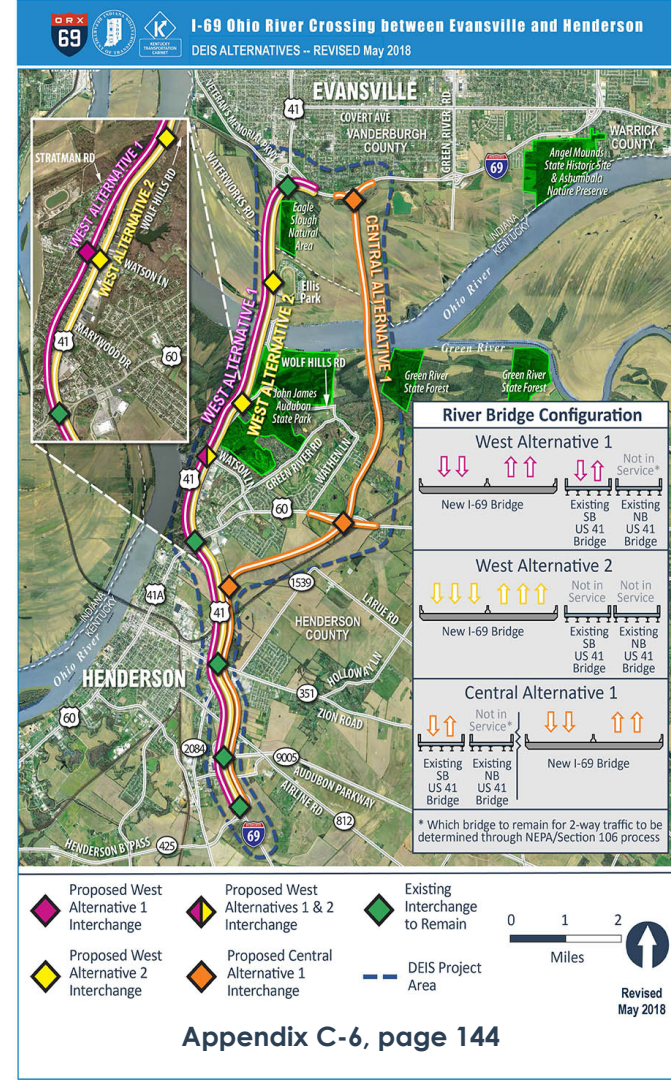 ORX
69
KENTUCKY
TRANSPORTATION
CABINET
I-69 Ohio River Crossing between Evansville and Henderson
DEIS ALTERNATIVES -- REVISED May 2018
EVANSVILLE
41
COVERT AVE
VANDERBURGH
COUNTY
VETERAN'S MEMORIAL PKWY
GREEN RIVER RD
69
WARRICK
COUNTY
Angel Mounds
State Historic Site
& Ashumbala
Nature Preserve
WATERWORKS RD
Eagle
Slough
Natural
Area
INDIANA
KENTUCKY
Ohio River
Ellis
Park
CENTRAL ALTERNATIVE 1
WEST ALTERNATIVE 1
WEST ALTERNATIVE 2
STRATMAN RD
WEST ALTERNATIVE 1
WEST ALTERNATIVE 2
WOLF HILLS RD
WATSON LN
41
MARYWOOD DR
60
WOLF HILLS RD
Green River
Green River
State Forest
Green River
State Forest
John James
Audubon
State Park
WATSON LN
GREEN RIVER RD
WATHEN LN
41
60
41A
41
1539
LARUE RD
HENDERSON
COUNTY
INDIANA
KENTUCKY
Ohio River
HENDERSON
60
351
HOLLOWAY LN
ZION ROAD
2084
9005
AUDUBON PARKWAY
AIRLINE RD
812
69
HENDERSON BYPASS
425
River Bridge Configuration
West Alternative 1
Not in
Service*
New I-69 Bridge
Existing
SB
US 41
Bridge
Existing
NB
US 41
Bridge
West Alternative 2
Not in
Service
Not in
Service
New I-69 Bridge
Existing
SB
US 41
Bridge
Existing
NB
US 41
Bridge
Central Alternative 1
Not in
Service*
Existing
SB
US 41
Bridge
Existing
NB
US 41
Bridge
New I-69 Bridge
* Which bridge to remain for 2-way traffic to be
determined through NEPA/Section 106 process
Proposed West
Alternative 1
Interchange
Proposed West
Alternatives 1 & 2
Interchange
Existing
Interchange
to Remain
Proposed West
Alternative 2
Interchange
Proposed Central
Alternative 1
Interchange
DEIS Project
Area
0 1 2
Miles
Revised
May 2018
Appendix C-6, page 144